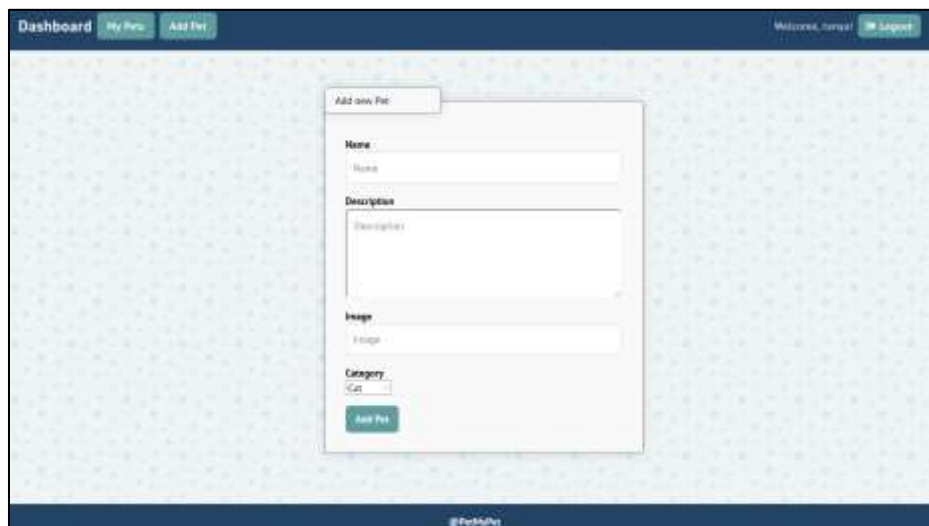 Dashboard My Pets Add Pet Welcome, Logout
Add new Pet
Name
Name
Description
Description
Image
Image
Category
Cat
Add Pet
@PetMyPet